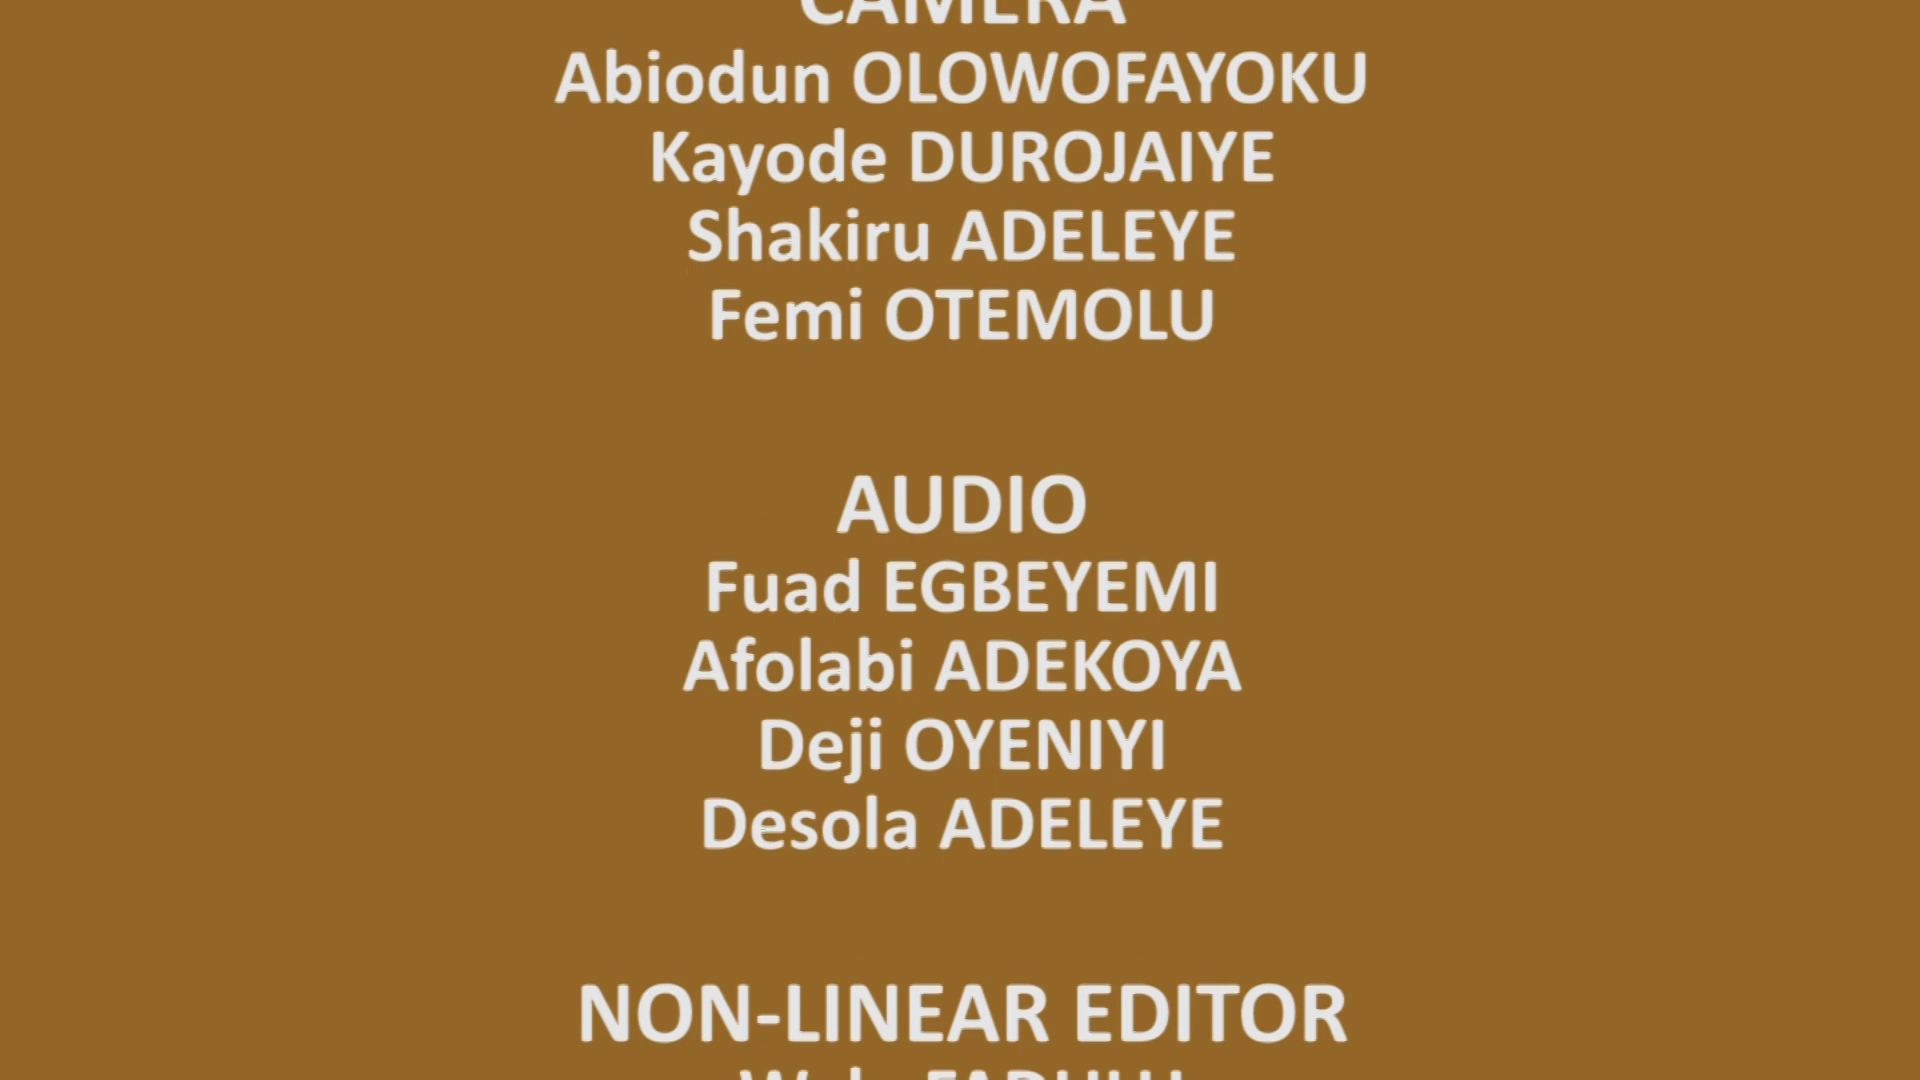 CAMERA
Abiodun OLOWOFAYOKU
Kayode DUROJAIYE
Shakiru ADELEYE
Femi OTEMOLU
AUDIO
Fuad EGBEYEMI
Afolabi ADEKOYA
Deji OYENIYI
Desola ADELEYE
NON-LINEAR EDITOR